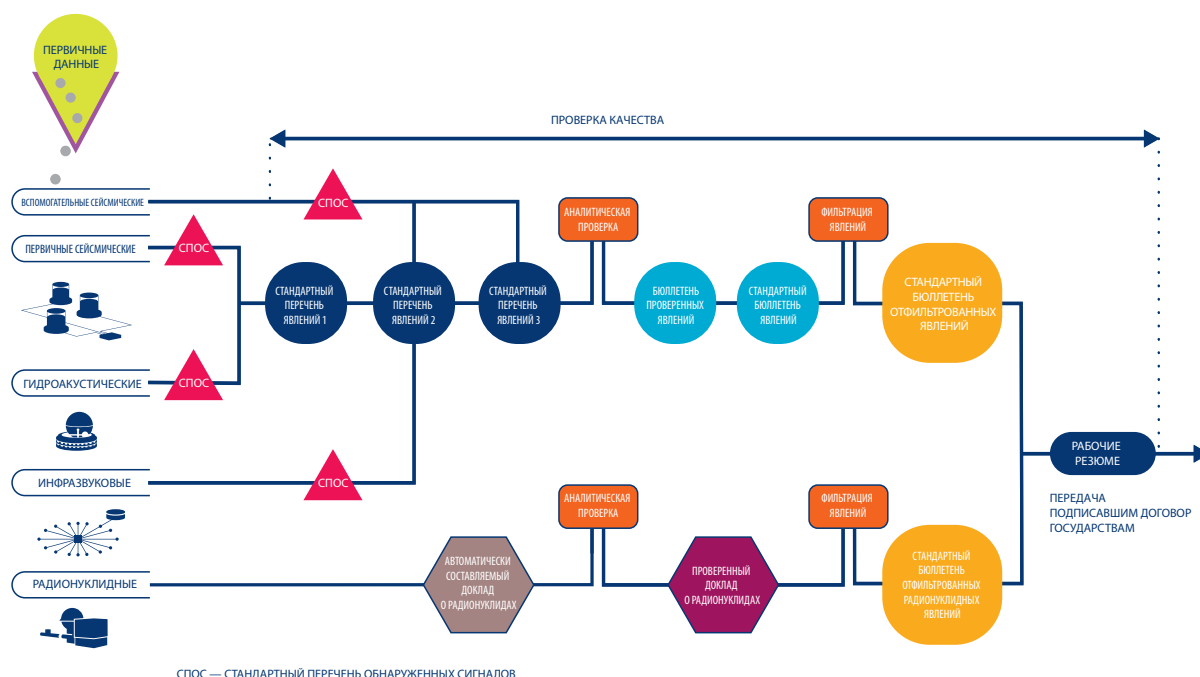 ПЕРВИЧНЫЕ
ДАННЫЕ
ПРОВЕРКА КАЧЕСТВА
ВСПОМОГАТЕЛЬНЫЕ СЕЙСМИЧЕСКИЕ
СПОС
ПЕРВИЧНЫЕ СЕЙСМИЧЕСКИЕ
СПОС
АНАЛИТИЧЕСКАЯ
ПРОВЕРКА
ФИЛЬТРАЦИЯ
ЯВЛЕНИЙ
СТАНДАРТНЫЙ
ПЕРЕЧЕНЬ
ЯВЛЕНИЙ 1
СТАНДАРТНЫЙ
ПЕРЕЧЕНЬ
ЯВЛЕНИЙ 2
СТАНДАРТНЫЙ
ПЕРЕЧЕНЬ
ЯВЛЕНИЙ 3
БЮЛЛЕТЕНЬ
ПРОВЕРЕННЫХ
ЯВЛЕНИЙ
СТАНДАРТНЫЙ
БЮЛЛЕТЕНЬ
ЯВЛЕНИЙ
СТАНДАРТНЫЙ
БЮЛЛЕТЕНЬ
ОТФИЛЬТРОВАННЫХ
ЯВЛЕНИЙ
ГИДРОАКУСТИЧЕСКИЕ
СПОС
ИНФРАЗВУКОВЫЕ
СПОС
РАБОЧИЕ
РЕЗЮМЕ
ПЕРЕДАЧА
ПОДПИСАВШИМ ДОГОВОР
ГОСУДАРСТВАМ
АНАЛИТИЧЕСКАЯ
ПРОВЕРКА
ФИЛЬТРАЦИЯ
ЯВЛЕНИЙ
РАДИОНУКЛИДНЫЕ
АВТОМАТИЧЕСКИ
СОСТАВЛЯЕМЫЙ
ДОКЛАД
О РАДИОНУКЛИДАХ
ПРОВЕРЕННЫЙ
ДОКЛАД
О РАДИОНУКЛИДАХ
СТАНДАРТНЫЙ
БЮЛЛЕТЕНЬ
ОТФИЛЬТРОВАННЫХ
РАДИОНУКЛИДНЫХ
ЯВЛЕНИЙ
СПОС — СТАНДАРТНЫЙ ПЕРЕЧЕНЬ ОБНАРУЖЕННЫХ СИГНАЛОВ